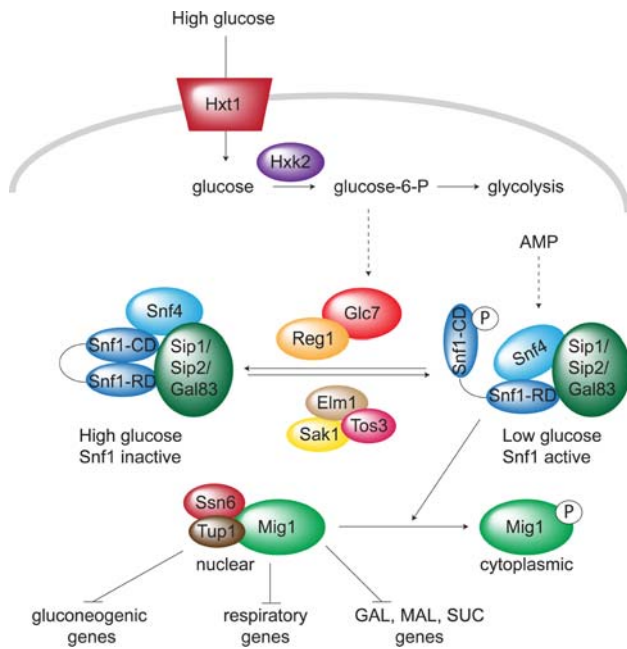 High glucose
Hxt1
Hxk2
glucose
glucose-6-P
glycolysis
AMP
Snf4
Snf1-CD
Snf1-RD
Sip1/
Sip2/
Gal83
Glc7
Reg1
Elm1
Sak1
Tos3
Snf1-CD
P
Snf4
Snf1-RD
Sip1/
Sip2/
Gal83
High glucose
Snf1 inactive
Low glucose
Snf1 active
Ssn6
Tup1
Mig1
nuclear
Mig1
P
cytoplasmic
gluconeogenic
genes
respiratory
genes
GAL, MAL, SUC
genes